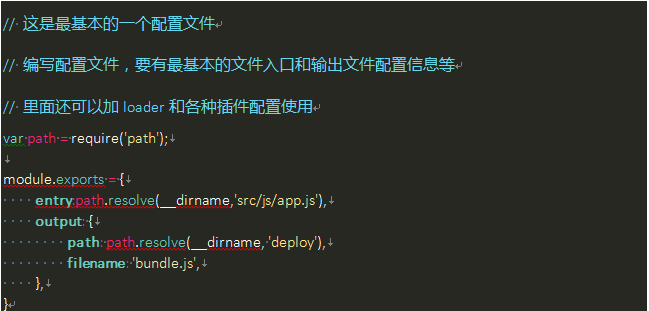 // 这是最基本的一个配置文件
// 编写配置文件，要有最基本的文件入口和输出文件配置信息等
// 里面还可以加 loader 和各种插件配置使用
var path = require('path');
module.exports = {
    entry:path.resolve(__dirname,'src/js/app.js'),
    output: {
        path: path.resolve(__dirname, 'deploy'),
        filename: 'bundle.js',
    },
}